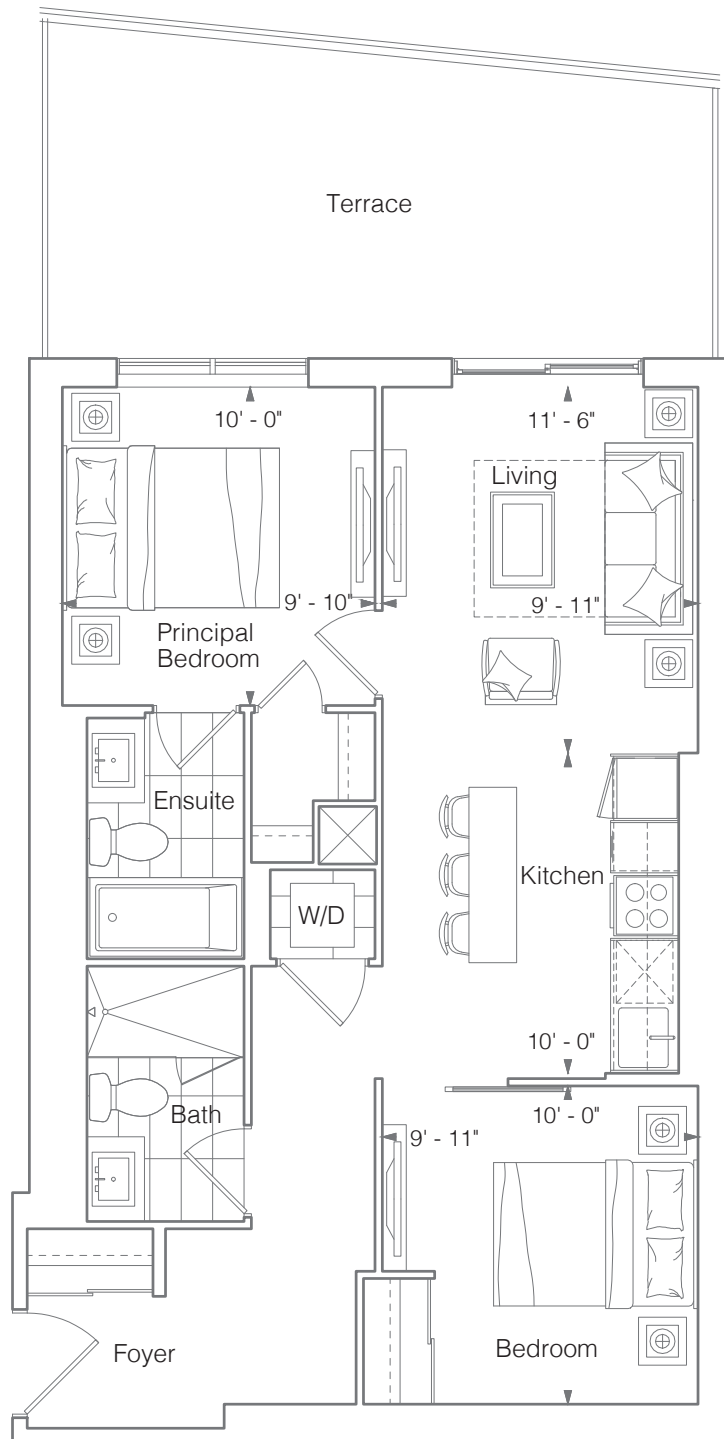 Terrace
10' - 0"
11' - 6"
Living
9' - 10"
9' - 11"
Principal
Bedroom
Ensuite
Kitchen
W/D
10' - 0"
Bath
10' - 0"
9' - 11"
Bedroom
Foyer